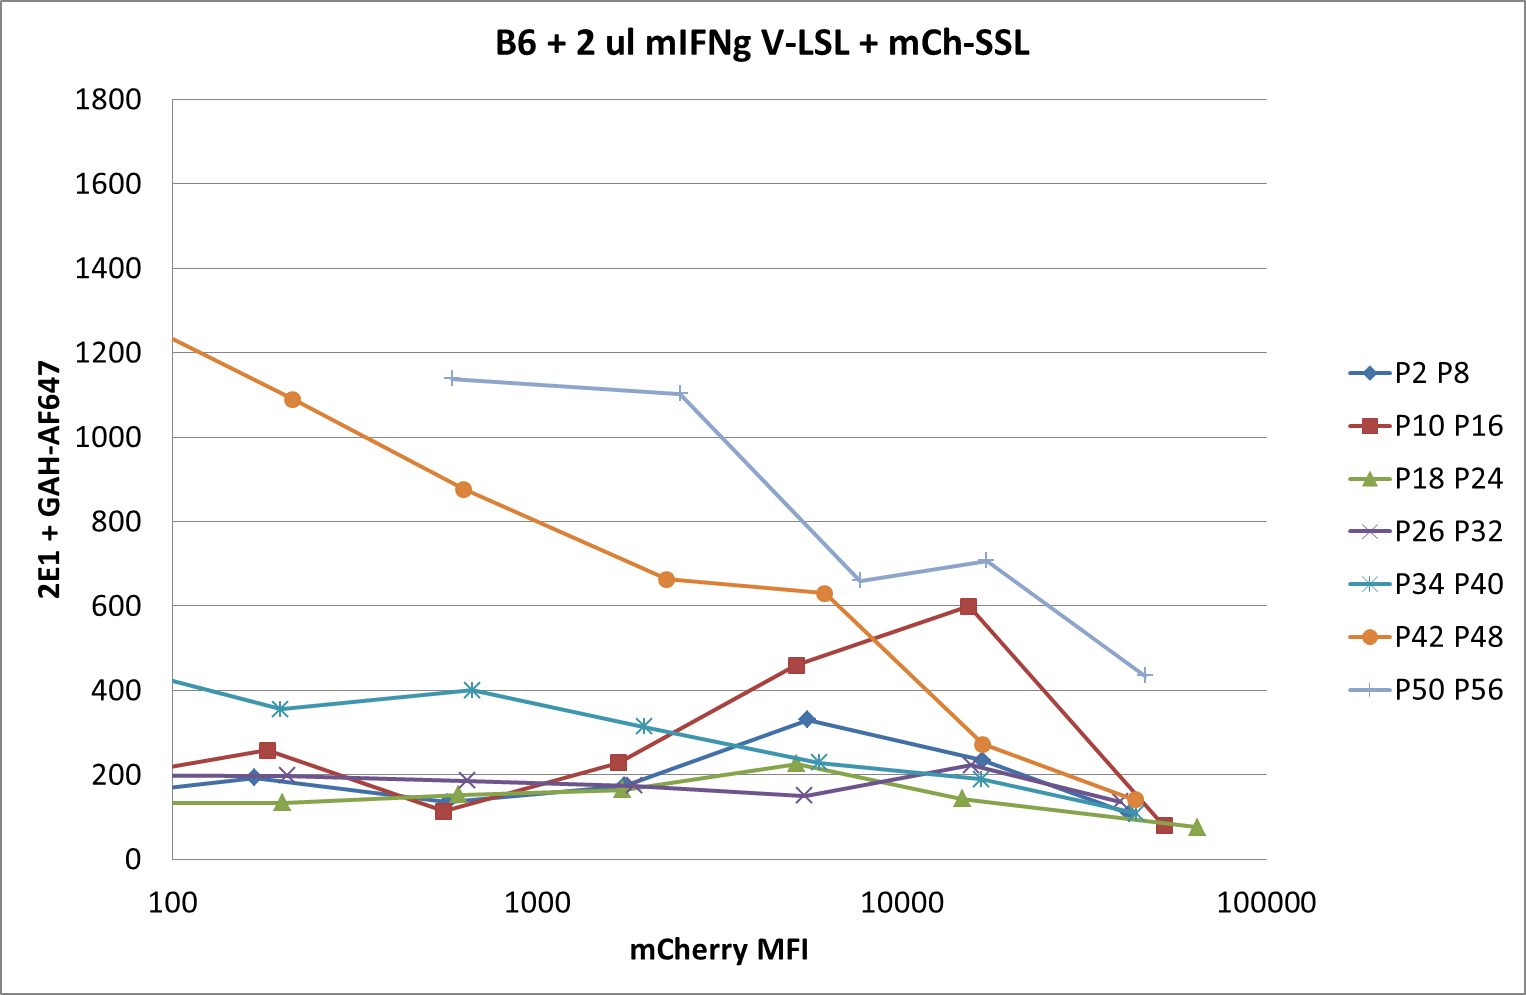 B6 + 2 ul mIFNg V-LSL + mCh-SSL
1800
1600
1400
1200
1000
800
600
400
200
0
2E1 + GAH-AF647
100
1000
10000
100000
mCherry MFI
P2 P8
P10 P16
P18 P24
P26 P32
P34 P40
P42 P48
P50 P56